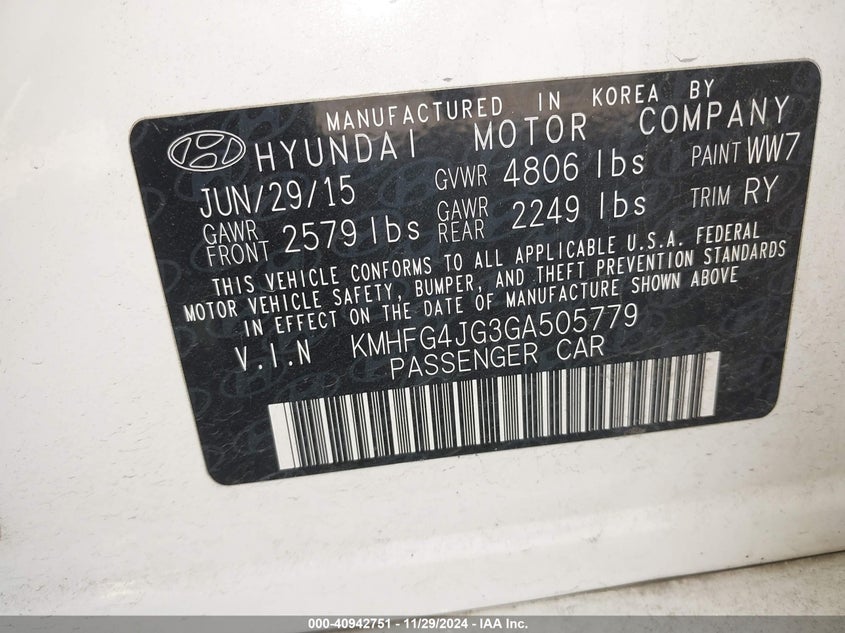 MANUFACTURED IN KOREA BY
HYUNDAI MOTOR COMPANY
JUN/29/15 GVWR 4806 lbs PAINT WW7
GAWR FRONT 2579 lbs GAWR REAR 2249 lbs TRIM RY
THIS VEHICLE CONFORMS TO ALL APPLICABLE U.S.A. FEDERAL
MOTOR VEHICLE SAFETY, BUMPER, AND THEFT PREVENTION STANDARDS
IN EFFECT ON THE DATE OF MANUFACTURE SHOWN ABOVE
V.I.N KMHFG4JG3GA505779
PASSENGER CAR
000-40942751 - 11/29/2024 - IAA Inc.